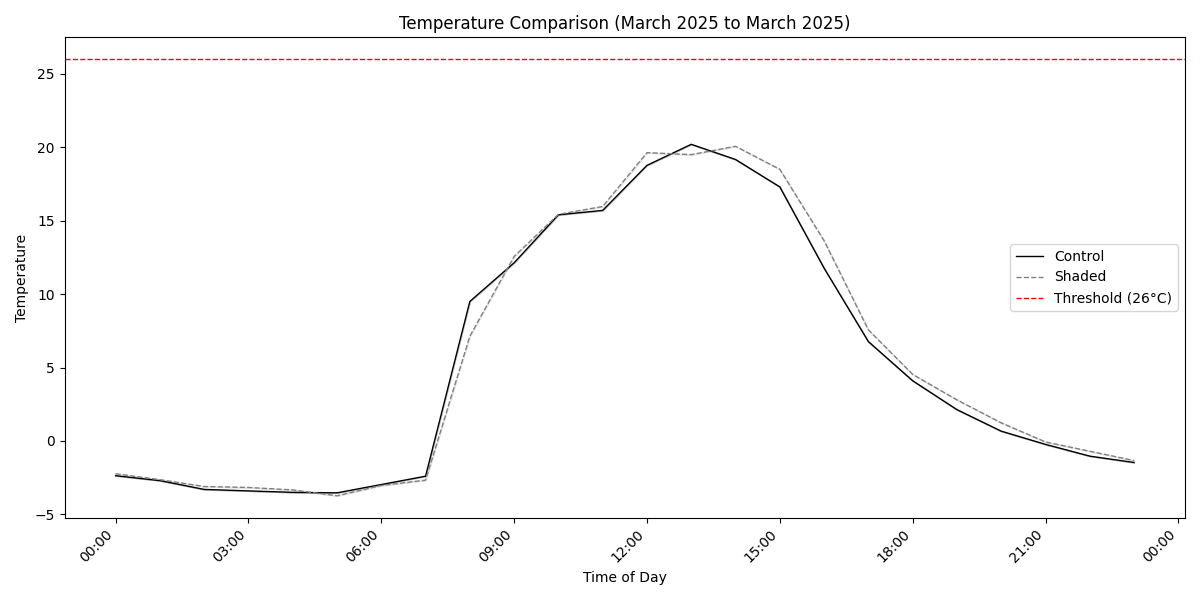 Temperature Comparison (March 2025 to March 2025)
Temperature
25
20
15
10
5
0
−5
Control
Shaded
Threshold (26°C)
00:00
03:00
06:00
09:00
12:00
15:00
18:00
21:00
00:00
Time of Day